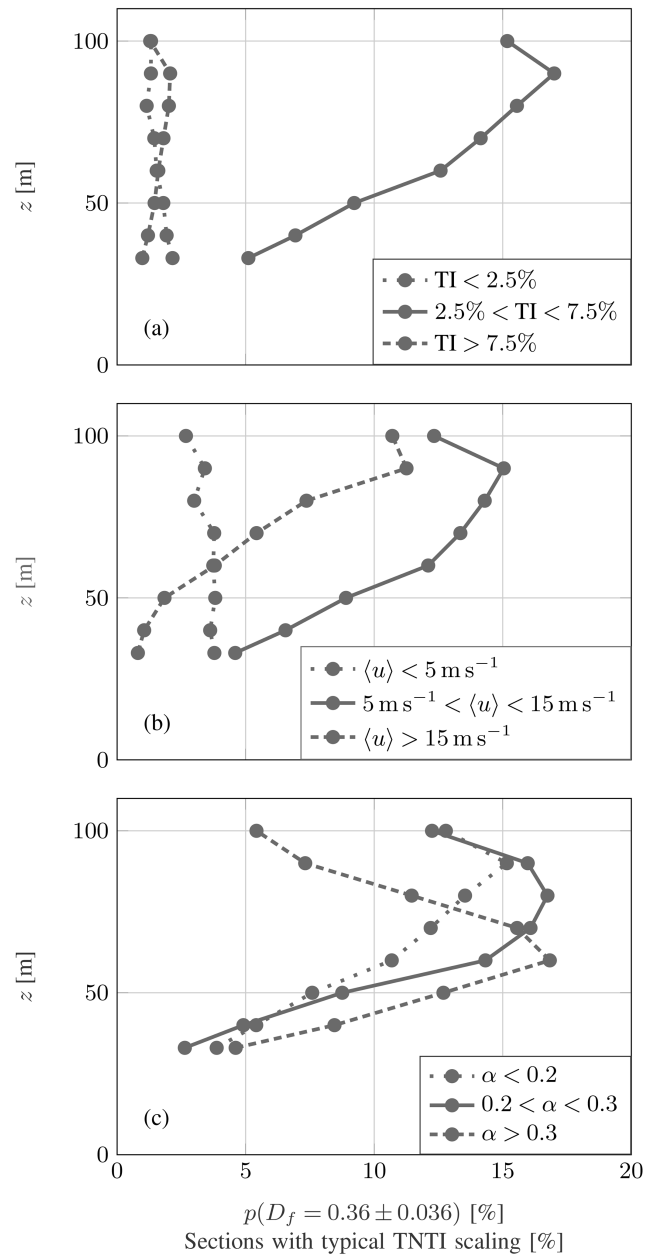 100
50
0
z [m]
(a)
TI < 2.5%
2.5% < TI < 7.5%
TI > 7.5%
100
50
0
z [m]
(b)
⟨u⟩ < 5 m s⁻¹
5 m s⁻¹ < ⟨u⟩ < 15 m s⁻¹
⟨u⟩ > 15 m s⁻¹
100
50
0
z [m]
(c)
α < 0.2
0.2 < α < 0.3
α > 0.3
0 5 10 15 20
p(D_f = 0.36 ± 0.036) [%]
Sections with typical TNTI scaling [%]